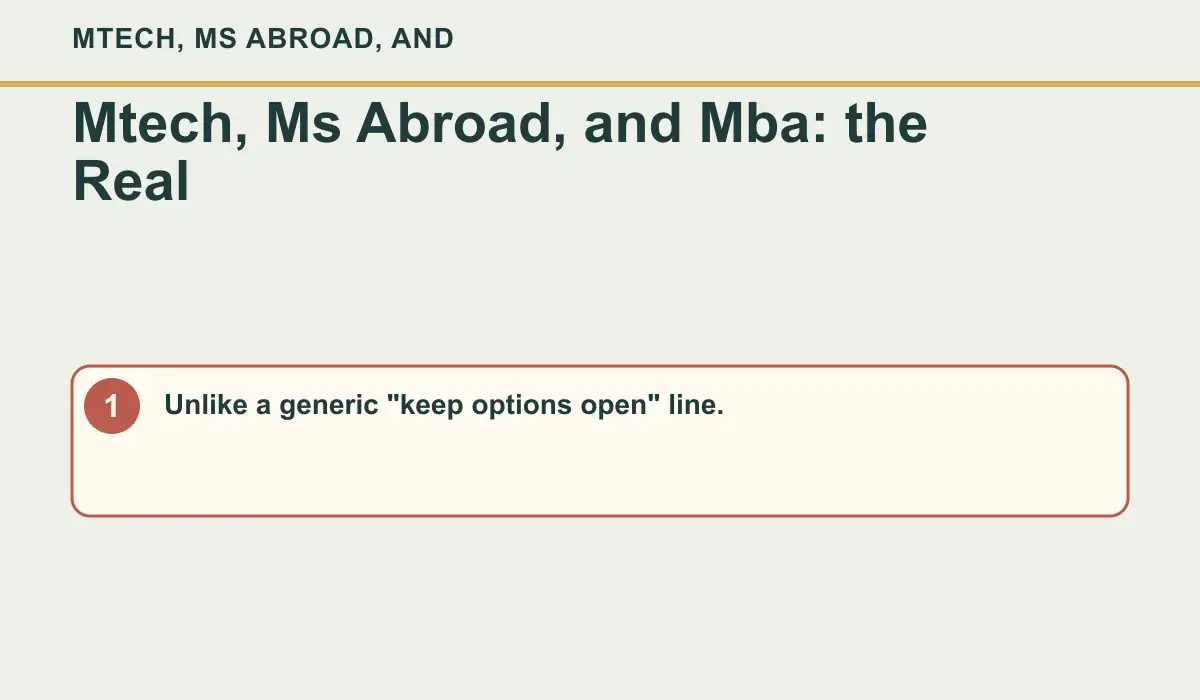 MTECH, MS ABROAD, AND
Mtech, Ms Abroad, and Mba: the
Real
1
Unlike a generic "keep options open" line.